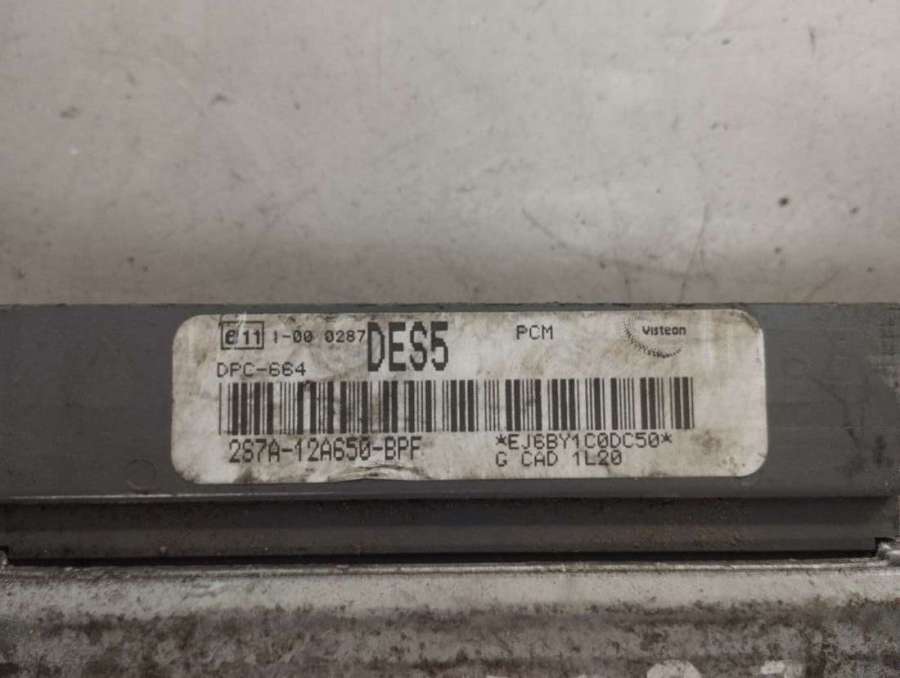 e11 1-00 0287 DES5 PCM Visteon
DPC-664
2S7A-12A650-BPF *EJ6BY1C0DC50*
G CAD 1L20